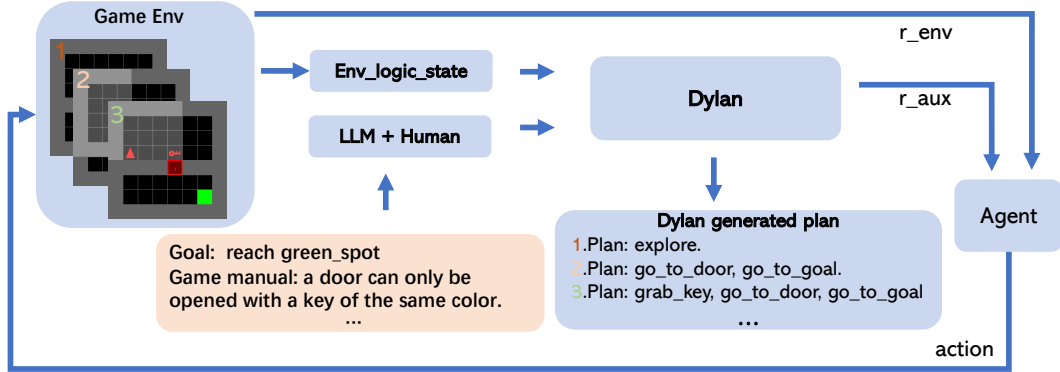 Game Env
1
2
3
Env_logic_state
LLM + Human
Dylan
r_env
r_aux
Agent
Goal: reach green_spot
Game manual: a door can only be
opened with a key of the same color.
...
Dylan generated plan
1.Plan: explore.
2.Plan: go_to_door, go_to_goal.
3.Plan: grab_key, go_to_door, go_to_goal
...
action